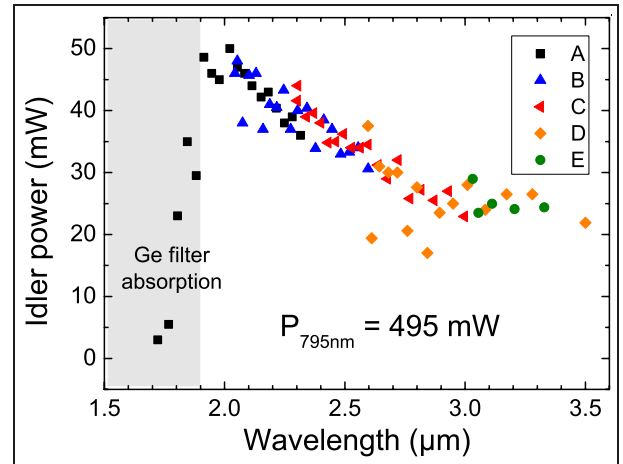 50
40
30
20
10
0
Idler power (mW)
A
B
C
D
E
Ge filter
absorption
P795nm = 495 mW
1.5 2.0 2.5 3.0 3.5
Wavelength (μm)